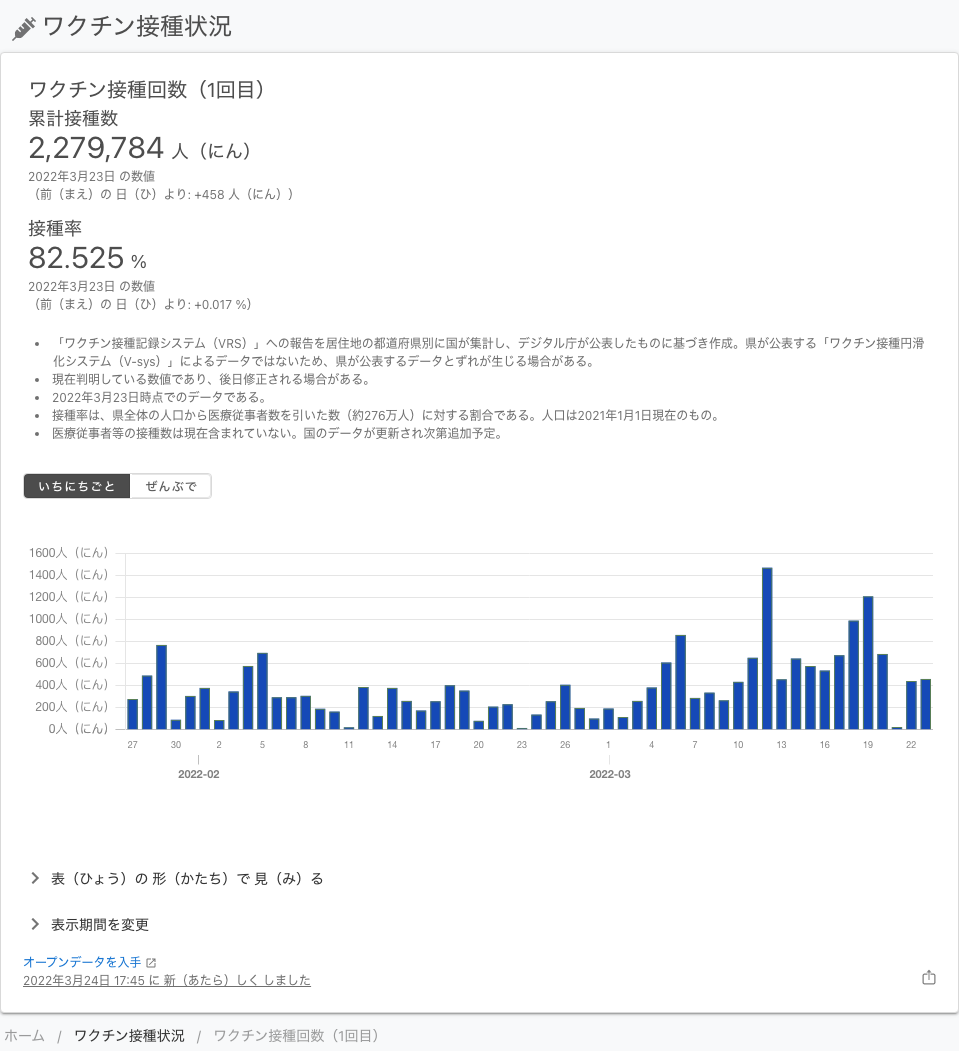 ワクチン接種状況
ワクチン接種回数（1回目）
累計接種数
2,279,784 人（にん）
2022年3月23日 の数値
（前（まえ）の 日（ひ）より: +458 人（にん））
接種率
82.525 %
2022年3月23日 の数値
（前（まえ）の 日（ひ）より: +0.017 %）
• 「ワクチン接種記録システム（VRS）」への報告を居住地の都道府県別に国が集計し、デジタル庁が公表したものに基づき作成。県が公表する「ワクチン接種円滑
化システム（V-sys）」によるデータではないため、県が公表するデータとずれが生じる場合がある。
• 現在判明している数値であり、後日修正される場合がある。
• 2022年3月23日時点でのデータである。
• 接種率は、県全体の人口から医療従事者数を引いた数（約276万人）に対する割合である。人口は2021年1月1日現在のもの。
• 医療従事者等の接種数は現在含まれていない。国のデータが更新され次第追加予定。
いちにちごと ぜんぶで
1600人（にん）
1400人（にん）
1200人（にん）
1000人（にん）
800人（にん）
600人（にん）
400人（にん）
200人（にん）
0人（にん）
27 30 2 5 8 11 14 17 20 23 26 1 4 7 10 13 16 19 22
2022-02 2022-03
表（ひょう）の 形（かたち）で 見（み）る
表示期間を変更
オープンデータを入手
2022年3月24日 17:45 に 新（あたら）しく しました
ホーム / ワクチン接種状況 / ワクチン接種回数（1回目）